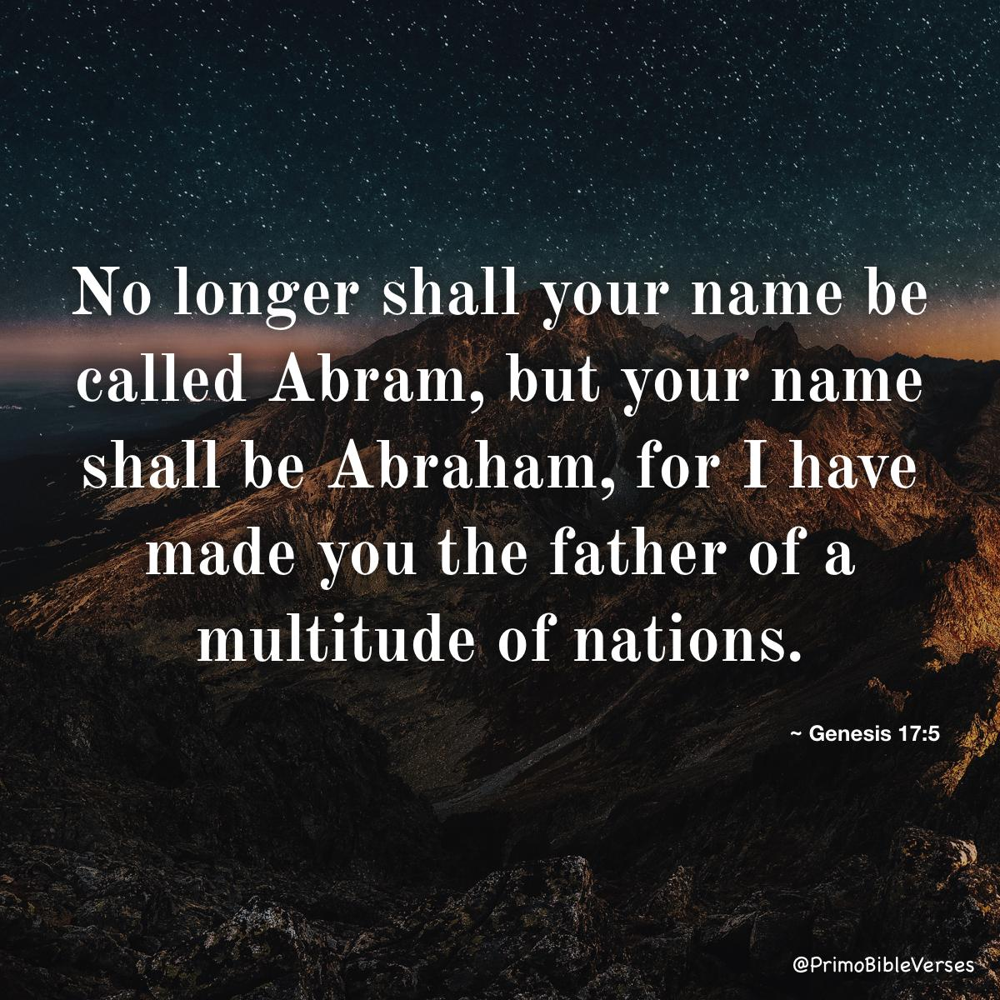 No longer shall your name be
called Abram, but your name
shall be Abraham, for I have
made you the father of a
multitude of nations.
~ Genesis 17:5
@PrimoBibleVerses